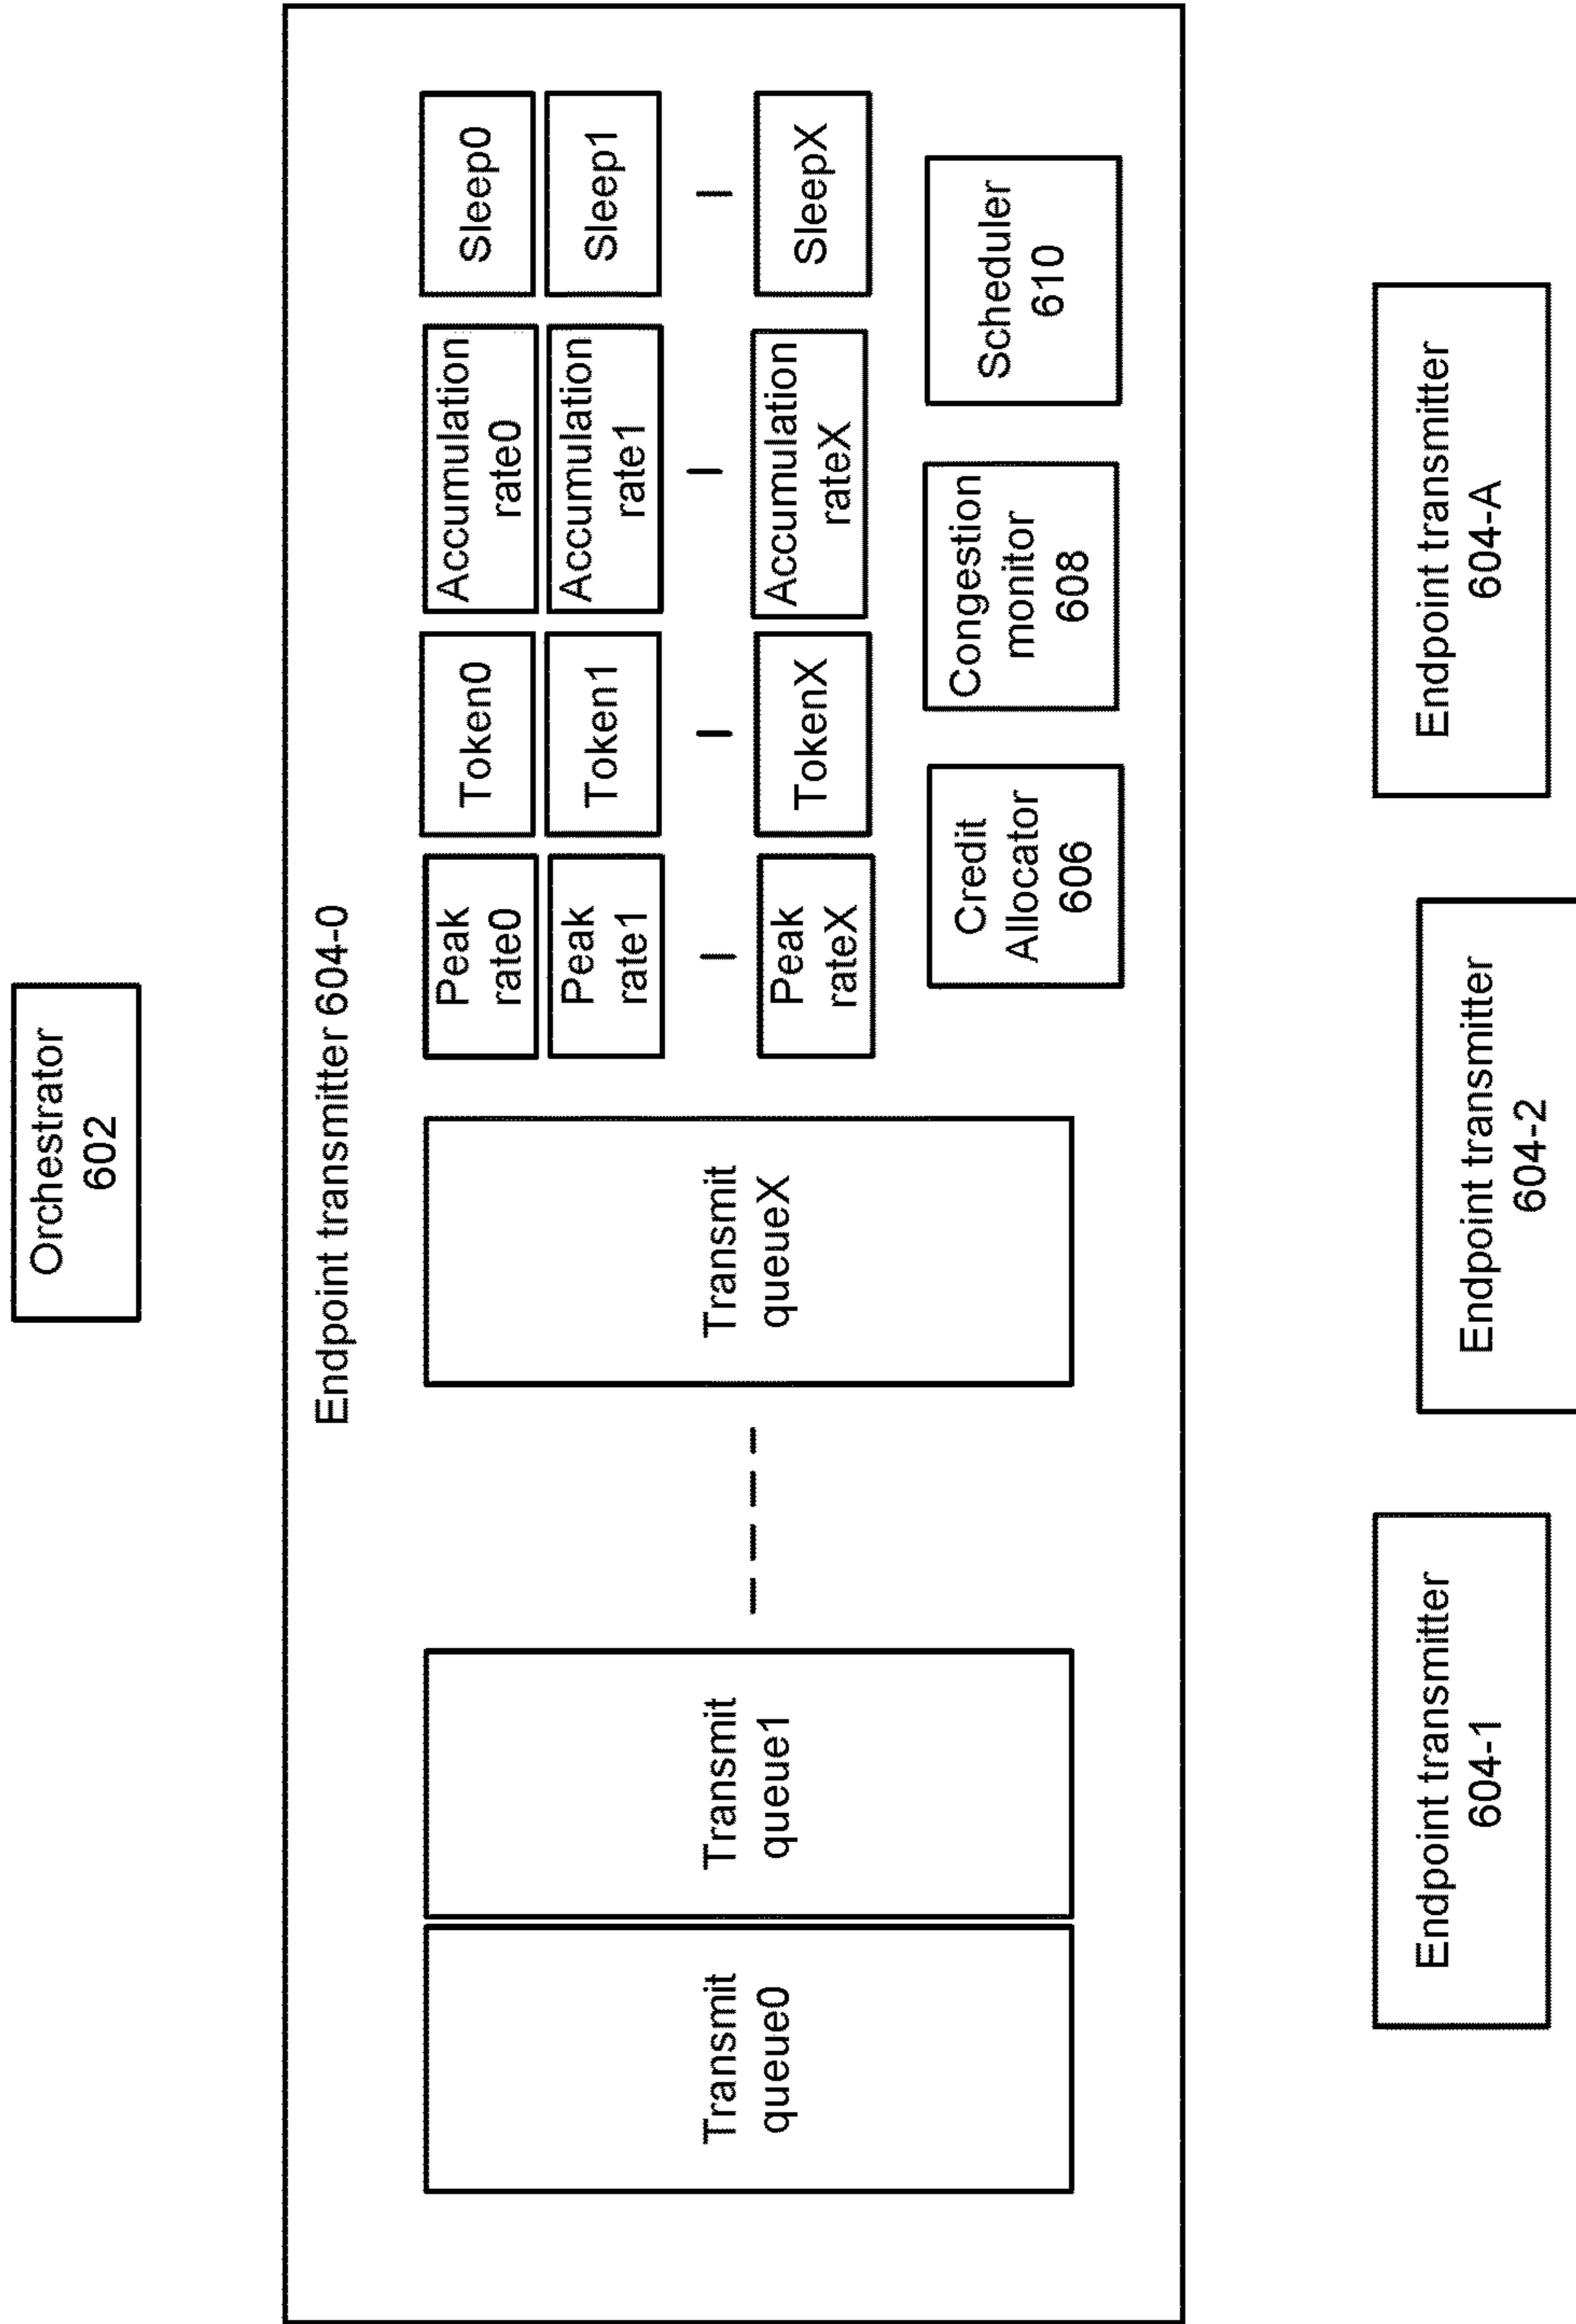 Orchestrator
602
Endpoint transmitter 604-0
Transmit
queue0
Transmit
queue1
Transmit
queueX
Peak
rate0
Token0
Accumulation
rate0
Sleep0
Peak
rate1
Token1
Accumulation
rate1
Sleep1
Peak
rateX
TokenX
Accumulation
rateX
SleepX
Credit
Allocator
606
Congestion
monitor
608
Scheduler
610
Endpoint transmitter
604-1
Endpoint transmitter
604-2
Endpoint transmitter
604-A